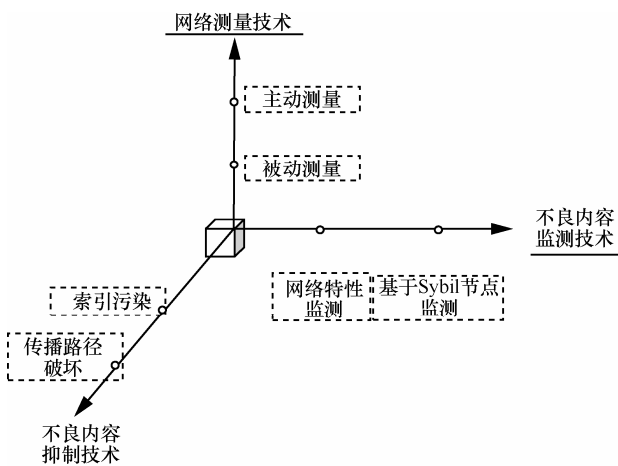 网络测量技术
主动测量
被动测量
不良内容
监测技术
网络特性
监测
基于Sybil节点
监测
索引污染
传播路径
破坏
不良内容
抑制技术